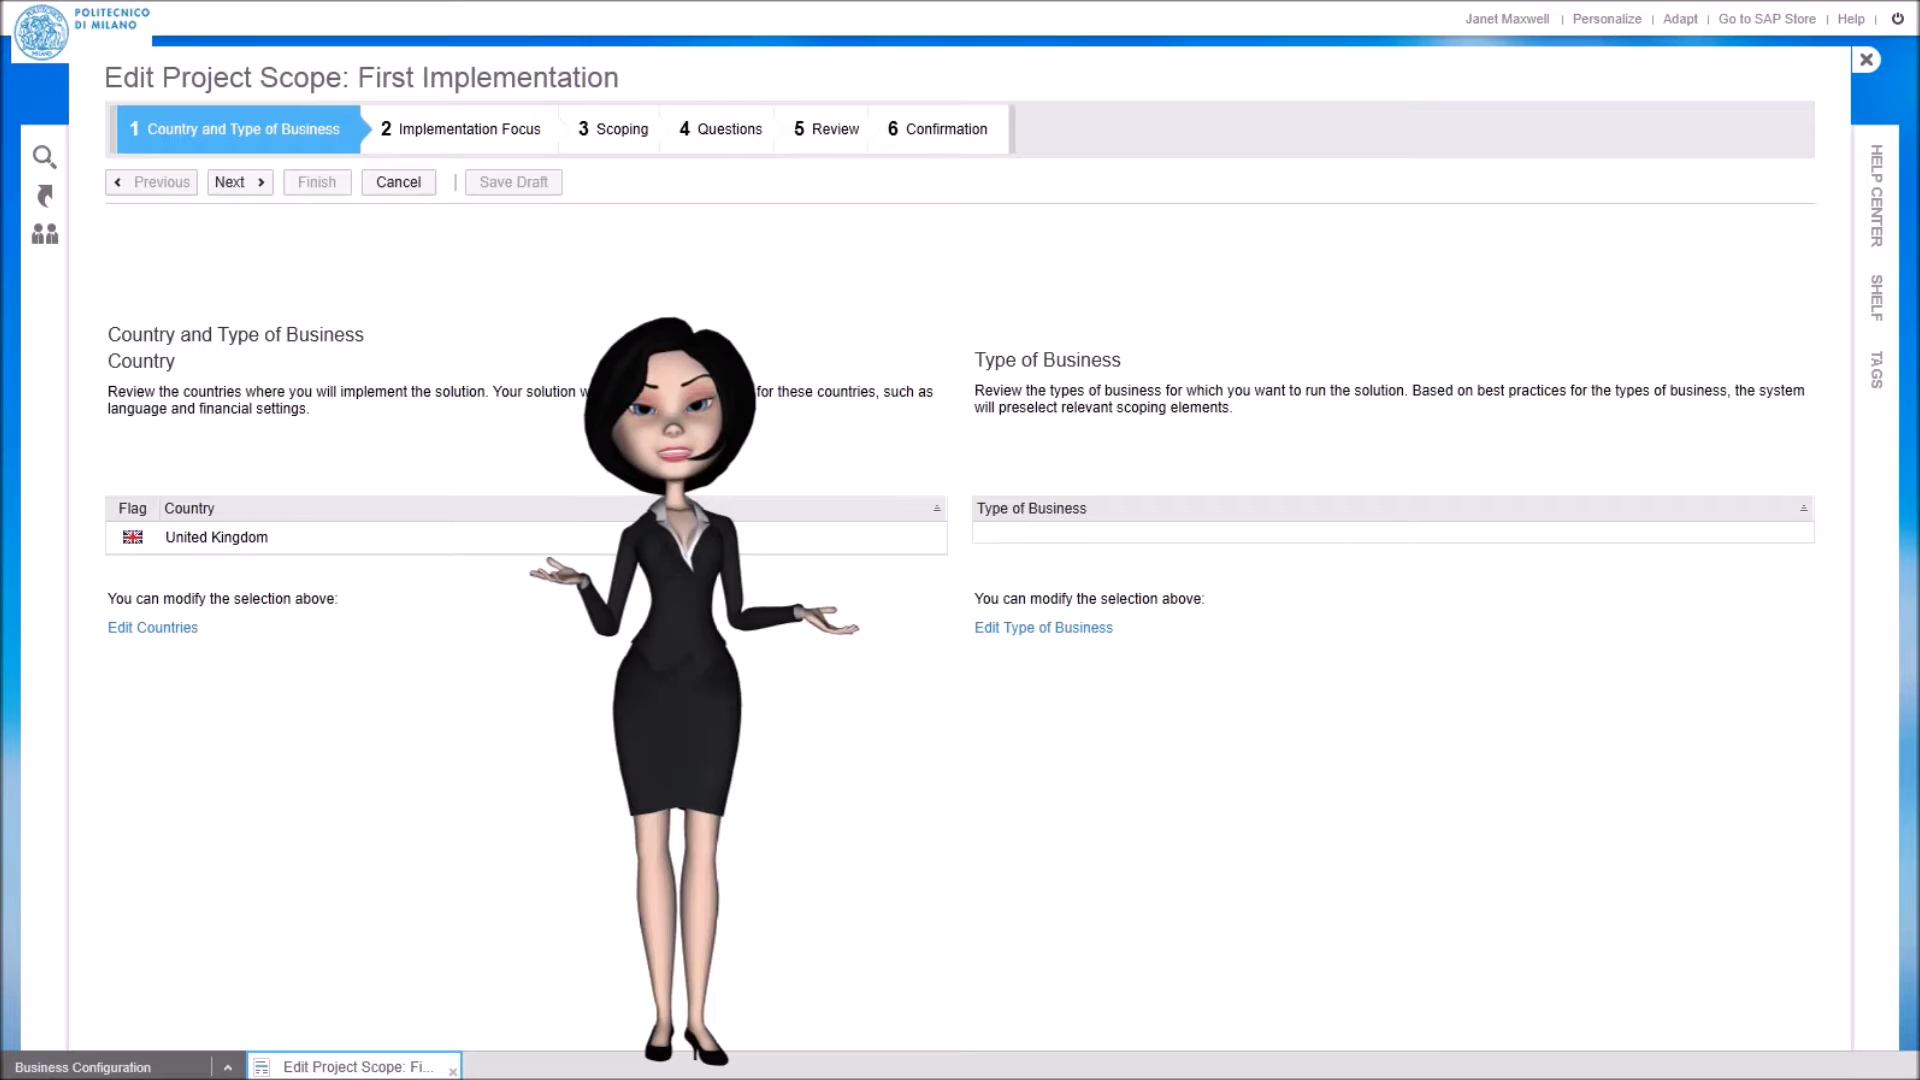 POLITECNICO
DI MILANO
Janet Maxwell | Personalize | Adapt | Go to SAP Store | Help |
Edit Project Scope: First Implementation
1 Country and Type of Business 2 Implementation Focus 3 Scoping 4 Questions 5 Review 6 Confirmation
Previous Next Finish Cancel | Save Draft
HELP CENTER
SHELF
TAGS
Country and Type of Business
Country
Review the countries where you will implement the solution. Your solution w for these countries, such as
language and financial settings.
Flag Country
United Kingdom
You can modify the selection above:
Edit Countries
Type of Business
Review the types of business for which you want to run the solution. Based on best practices for the types of business, the system
will preselect relevant scoping elements.
Type of Business
You can modify the selection above:
Edit Type of Business
Business Configuration
Edit Project Scope: Fi...